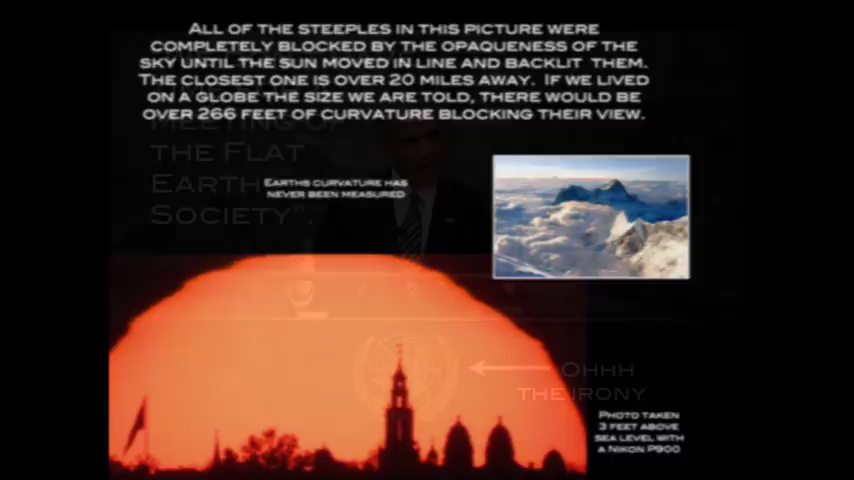 All of the steeples in this picture were
completely blocked by the opaqueness of the
sky until the sun moved in line and backlit them.
The closest one is over 20 miles away. If we lived
on a globe the size we are told, there would be
over 266 feet of curvature blocking their view.
Meeting of
the Flat
Earth
Society".
Earths curvature has
never been measured
Ohhh
the irony
Photo taken
3 feet above
sea level with
a Nikon P900